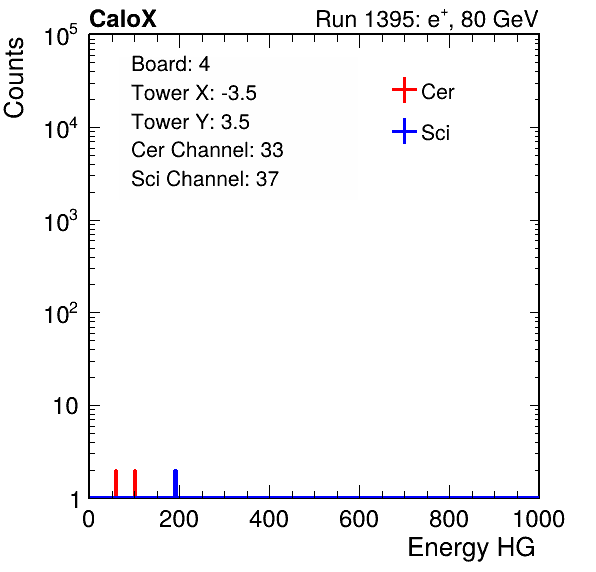 CaloX Run 1395: e⁺, 80 GeV
Counts
10⁵
10⁴
10³
10²
10
1
Board: 4
Tower X: -3.5
Tower Y: 3.5
Cer Channel: 33
Sci Channel: 37
Cer
Sci
0 200 400 600 800 1000
Energy HG